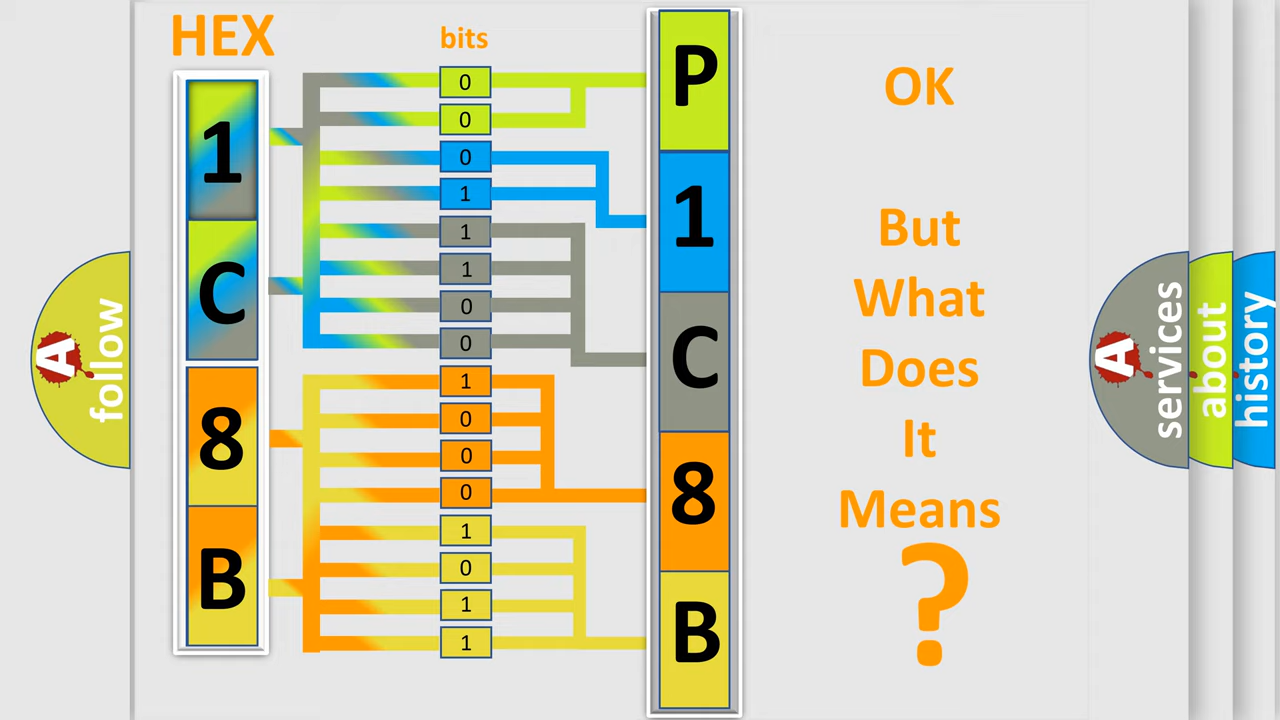 HEX
bits
1
C
8
B
0
0
0
1
1
1
0
0
1
0
0
0
1
0
1
1
P
1
C
8
B
OK
But
What
Does
It
Means
?
A
follow
A
services
about
history